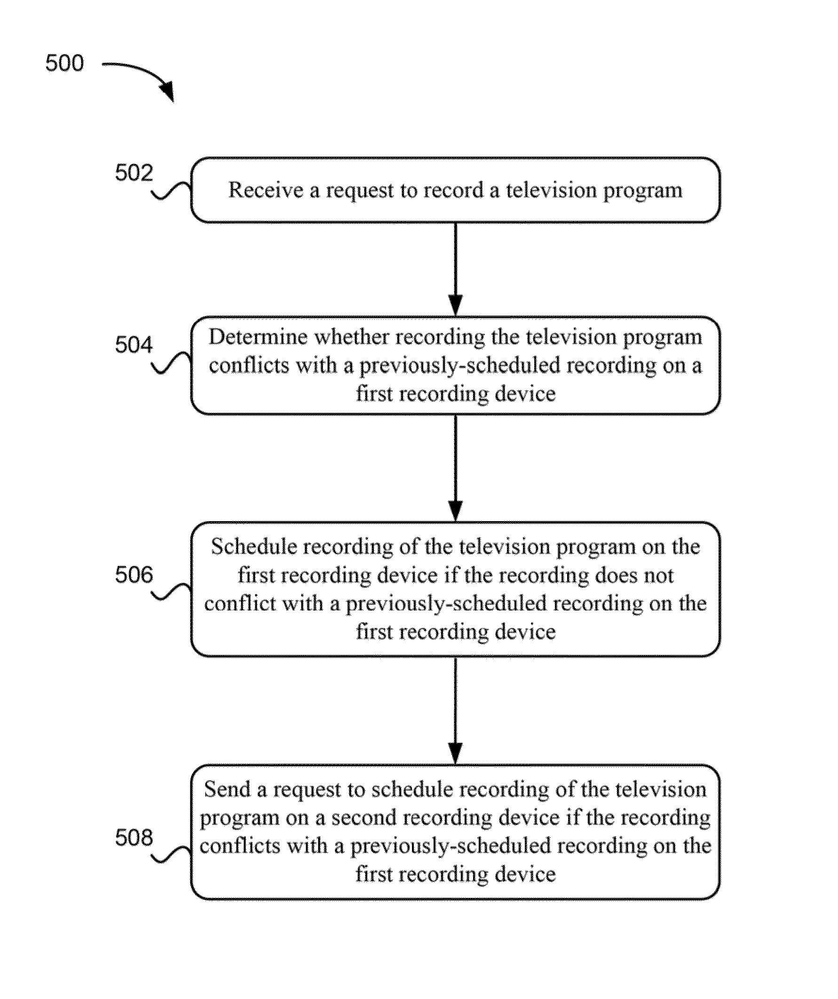 500
502
Receive a request to record a television program
504
Determine whether recording the television program
conflicts with a previously-scheduled recording on a
first recording device
506
Schedule recording of the television program on the
first recording device if the recording does not
conflict with a previously-scheduled recording on the
first recording device
508
Send a request to schedule recording of the television
program on a second recording device if the recording
conflicts with a previously-scheduled recording on the
first recording device